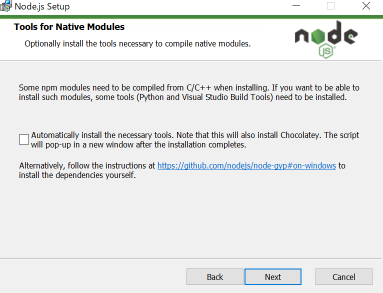 Node.js Setup
Tools for Native Modules
Optionally install the tools necessary to compile native modules.
node
JS
Some npm modules need to be compiled from C/C++ when installing. If you want to be able to
install such modules, some tools (Python and Visual Studio Build Tools) need to be installed.
Automatically install the necessary tools. Note that this will also install Chocolatey. The script
will pop-up in a new window after the installation completes.
Alternatively, follow the instructions at https://github.com/nodejs/node-gyp#on-windows to
install the dependencies yourself.
Back Next Cancel